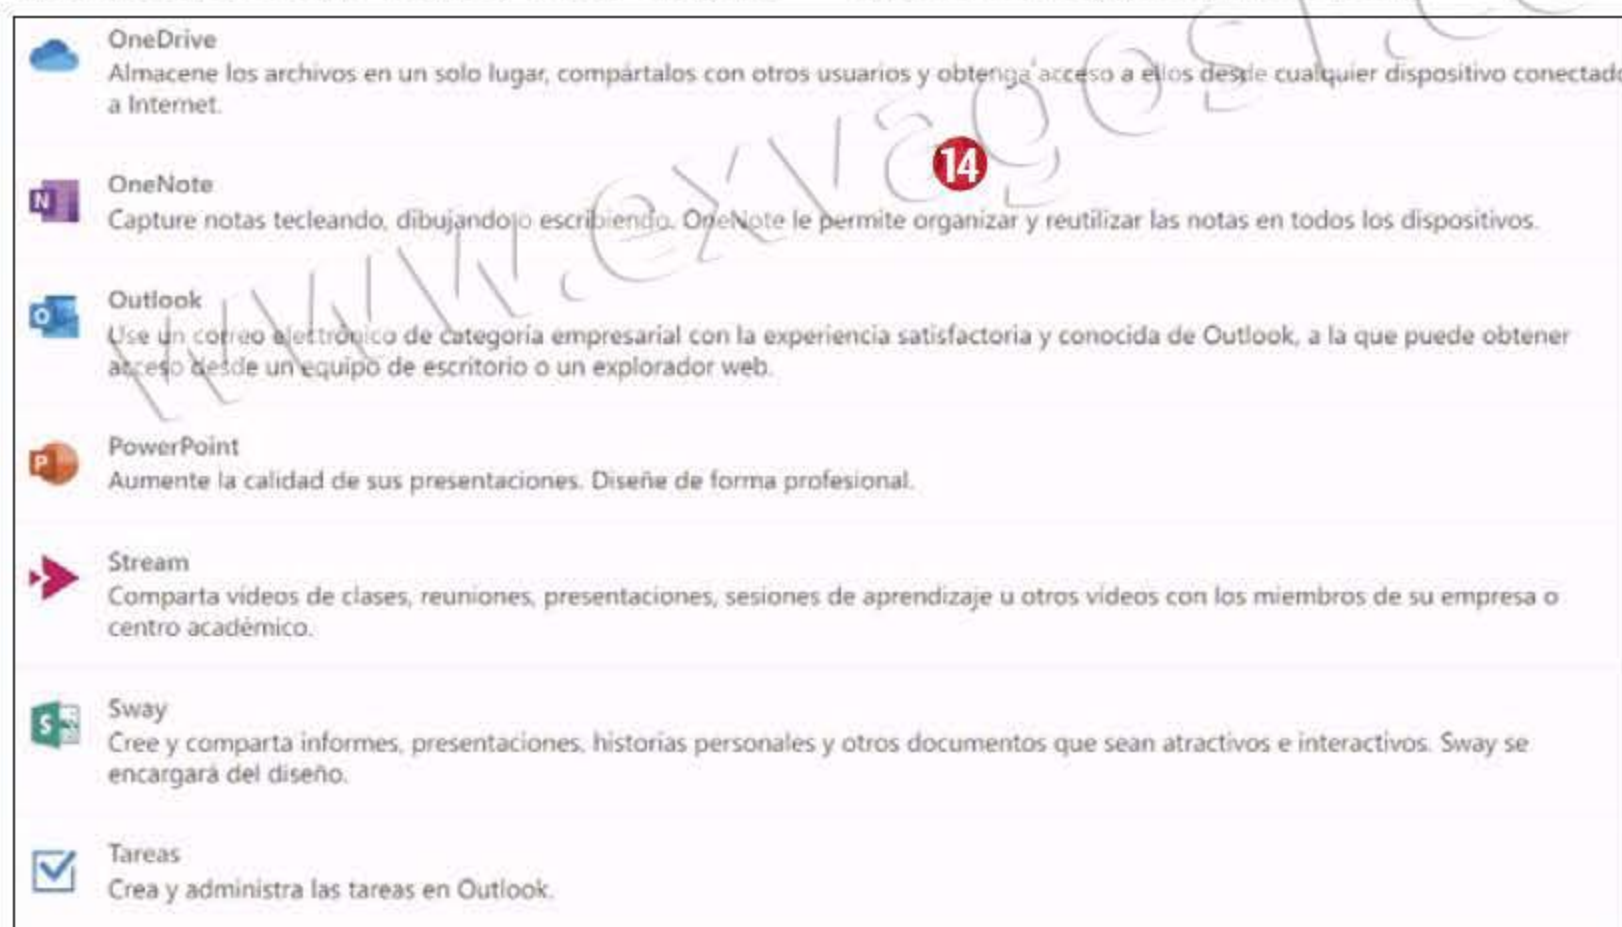 OneDrive
Almacene los archivos en un solo lugar, compártalos con otros usuarios y obtenga acceso a ellos desde cualquier dispositivo conectado
a Internet.
14
OneNote
Capture notas tecleando, dibujando o escribiendo. OneNote le permite organizar y reutilizar las notas en todos los dispositivos.
Outlook
Use un correo electrónico de categoría empresarial con la experiencia satisfactoria y conocida de Outlook, a la que puede obtener
acceso desde un equipo de escritorio o un explorador web.
PowerPoint
Aumente la calidad de sus presentaciones. Diseñe de forma profesional.
Stream
Comparta vídeos de clases, reuniones, presentaciones, sesiones de aprendizaje u otros vídeos con los miembros de su empresa o
centro académico.
Sway
Cree y comparta informes, presentaciones, historias personales y otros documentos que sean atractivos e interactivos. Sway se
encargará del diseño.
Tareas
Crea y administra las tareas en Outlook.